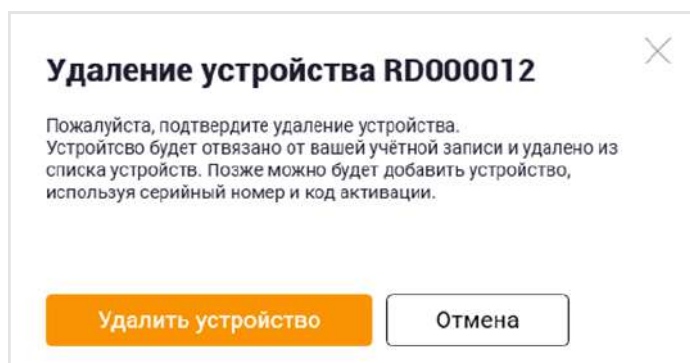 Удаление устройства RD000012
Пожалуйста, подтвердите удаление устройства.
Устройтсво будет отвязано от вашей учётной записи и удалено из
списка устройств. Позже можно будет добавить устройство,
используя серийный номер и код активации.
Удалить устройство
Отмена